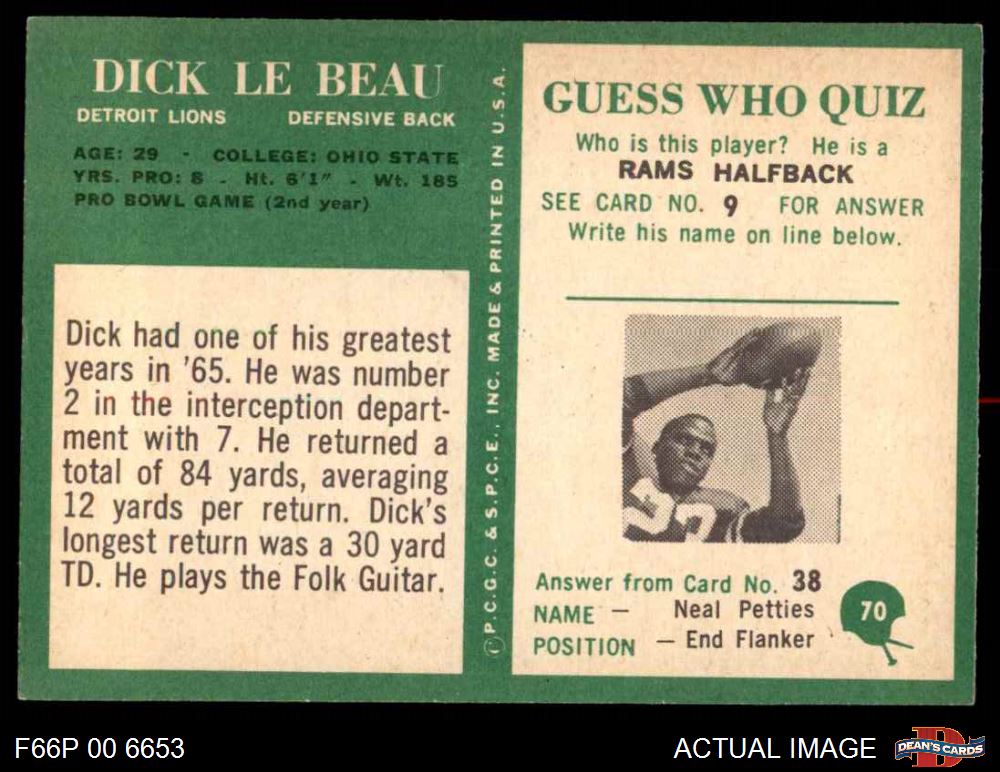 DICK LE BEAU
DETROIT LIONS DEFENSIVE BACK
AGE: 29 - COLLEGE: OHIO STATE
YRS. PRO: 8 - Ht. 6'1" - Wt. 185
PRO BOWL GAME (2nd year)
Dick had one of his greatest
years in '65. He was number
2 in the interception depart-
ment with 7. He returned a
total of 84 yards, averaging
12 yards per return. Dick's
longest return was a 30 yard
TD. He plays the Folk Guitar.
©P.C.G.C. & S.P.C.E., INC. MADE & PRINTED IN U.S.A.
GUESS WHO QUIZ
Who is this player? He is a
RAMS HALFBACK
SEE CARD NO. 9 FOR ANSWER
Write his name on line below.
Answer from Card No. 38
NAME — Neal Petties
POSITION — End Flanker
70
F66P 00 6653
ACTUAL IMAGE
DEAN'S CARDS